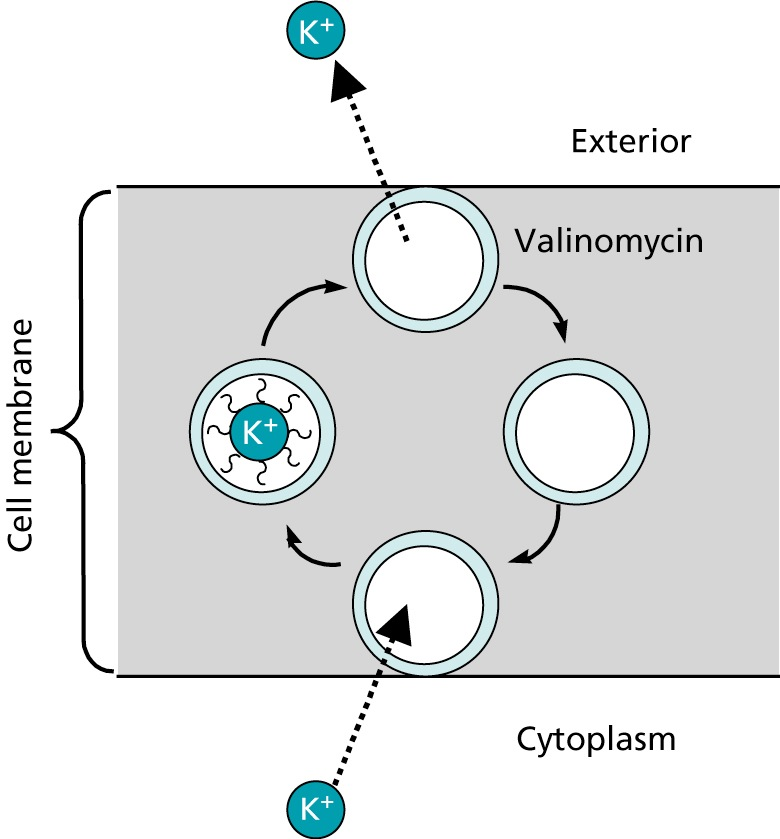 K+
Exterior
Valinomycin
Cell membrane
K+
Cytoplasm
K+